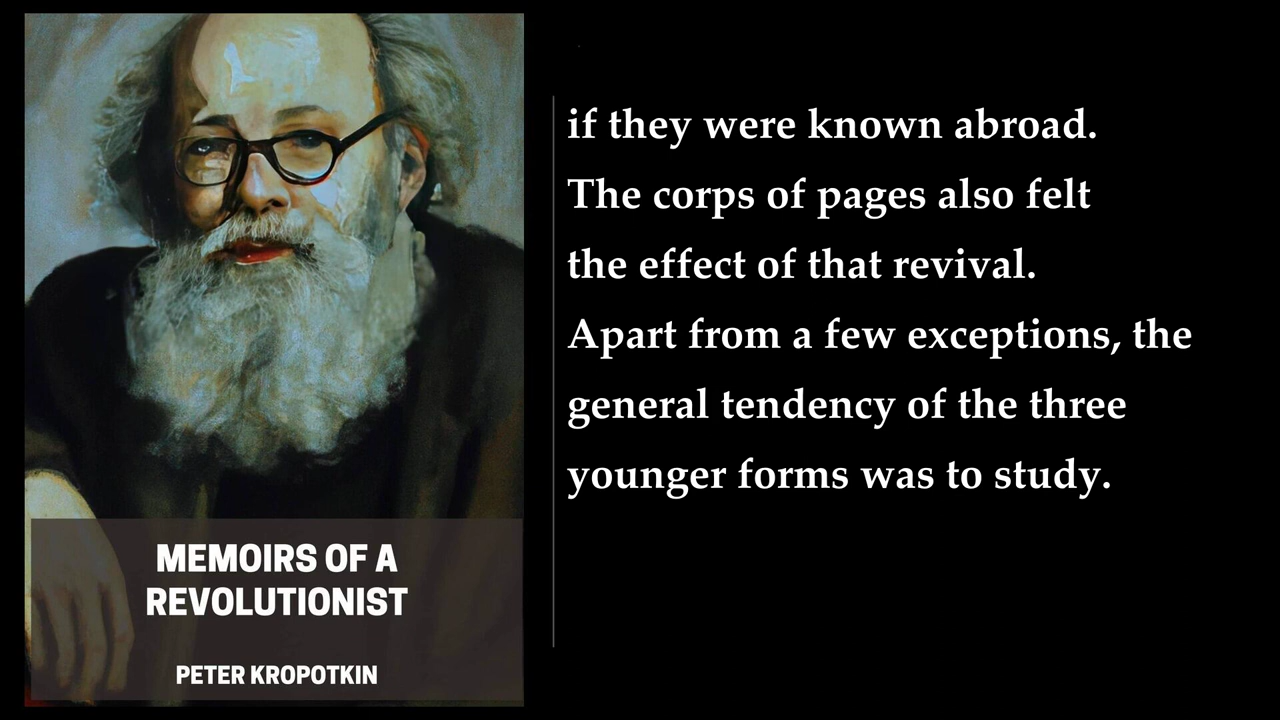 if they were known abroad.
The corps of pages also felt
the effect of that revival.
Apart from a few exceptions, the
general tendency of the three
younger forms was to study.
MEMOIRS OF A
REVOLUTIONIST
PETER KROPOTKIN